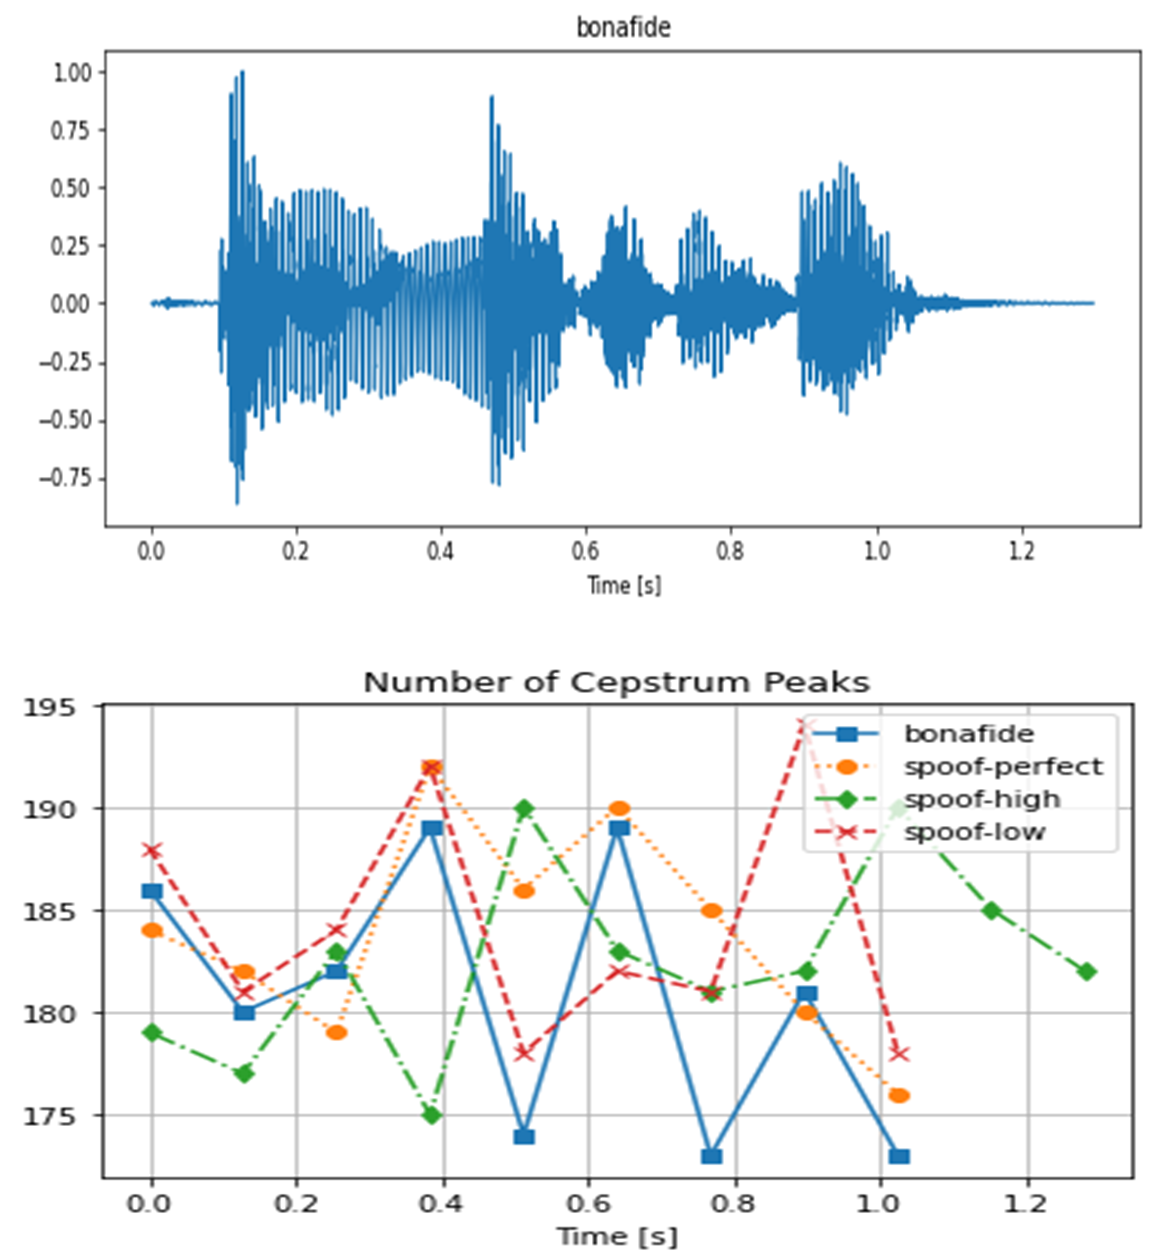 bonafide
1.00
0.75
0.50
0.25
0.00
−0.25
−0.50
−0.75
0.0 0.2 0.4 0.6 0.8 1.0 1.2
Time [s]
Number of Cepstrum Peaks
195
190
185
180
175
bonafide
spoof-perfect
spoof-high
spoof-low
0.0 0.2 0.4 0.6 0.8 1.0 1.2
Time [s]